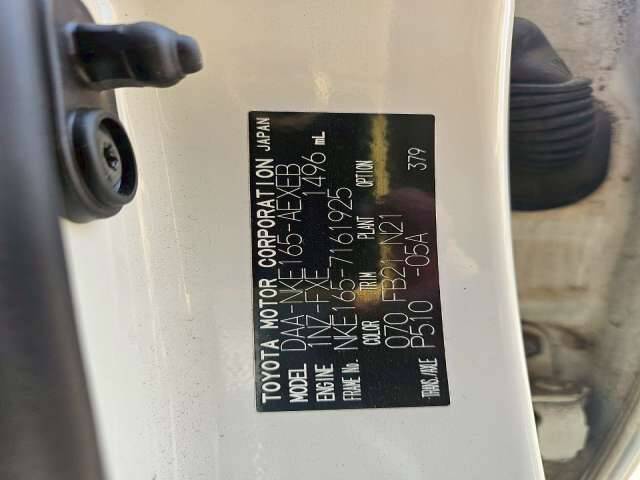 TOYOTA MOTOR CORPORATION JAPAN
MODEL DAA-NKE165-AEXEB
ENGINE 1NZ-FXE 1496 mL
FRAME No. NKE165-7161925
COLOR TRIM PLANT OPTION
070 FB21 N21 379
TRANS./AXLE P510 -05A